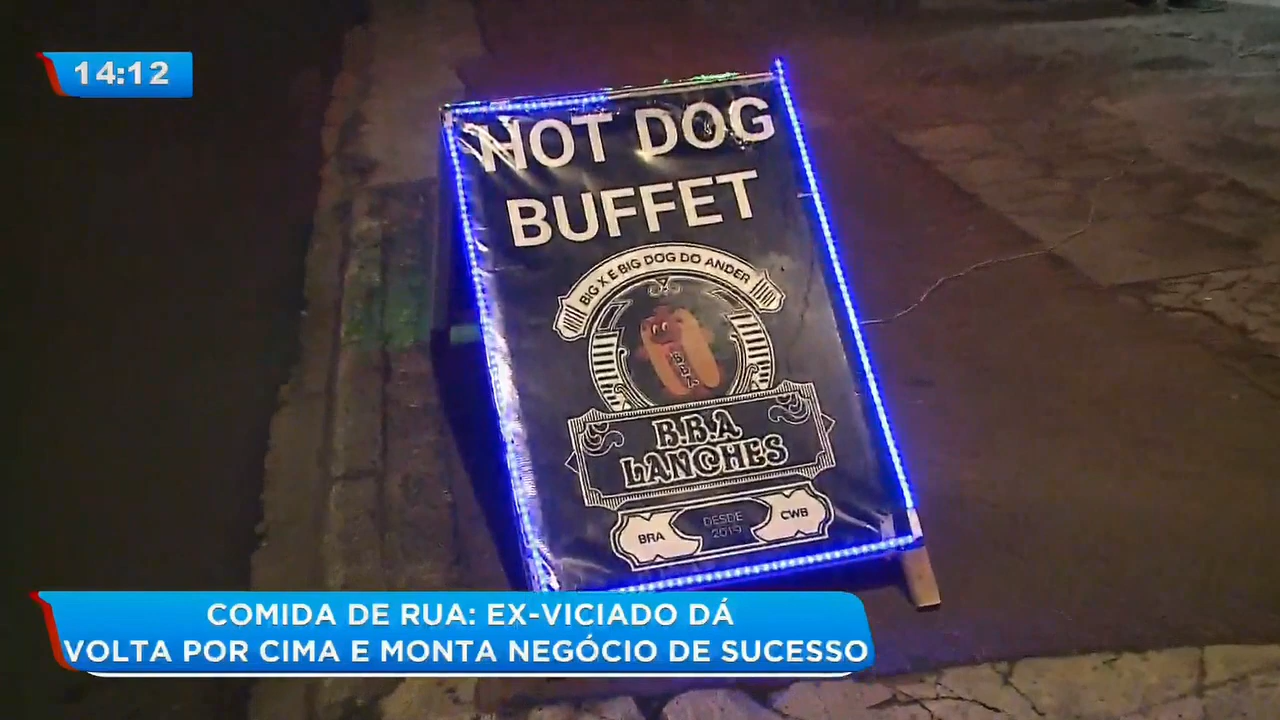 14:12
HOT DOG
BUFFET
BIG X E BIG DOG DO ANDER
BBA
B.B.A
LANCHES
BRA
DESDE
2019
CWB
COMIDA DE RUA: EX-VICIADO DÁ
VOLTA POR CIMA E MONTA NEGÓCIO DE SUCESSO